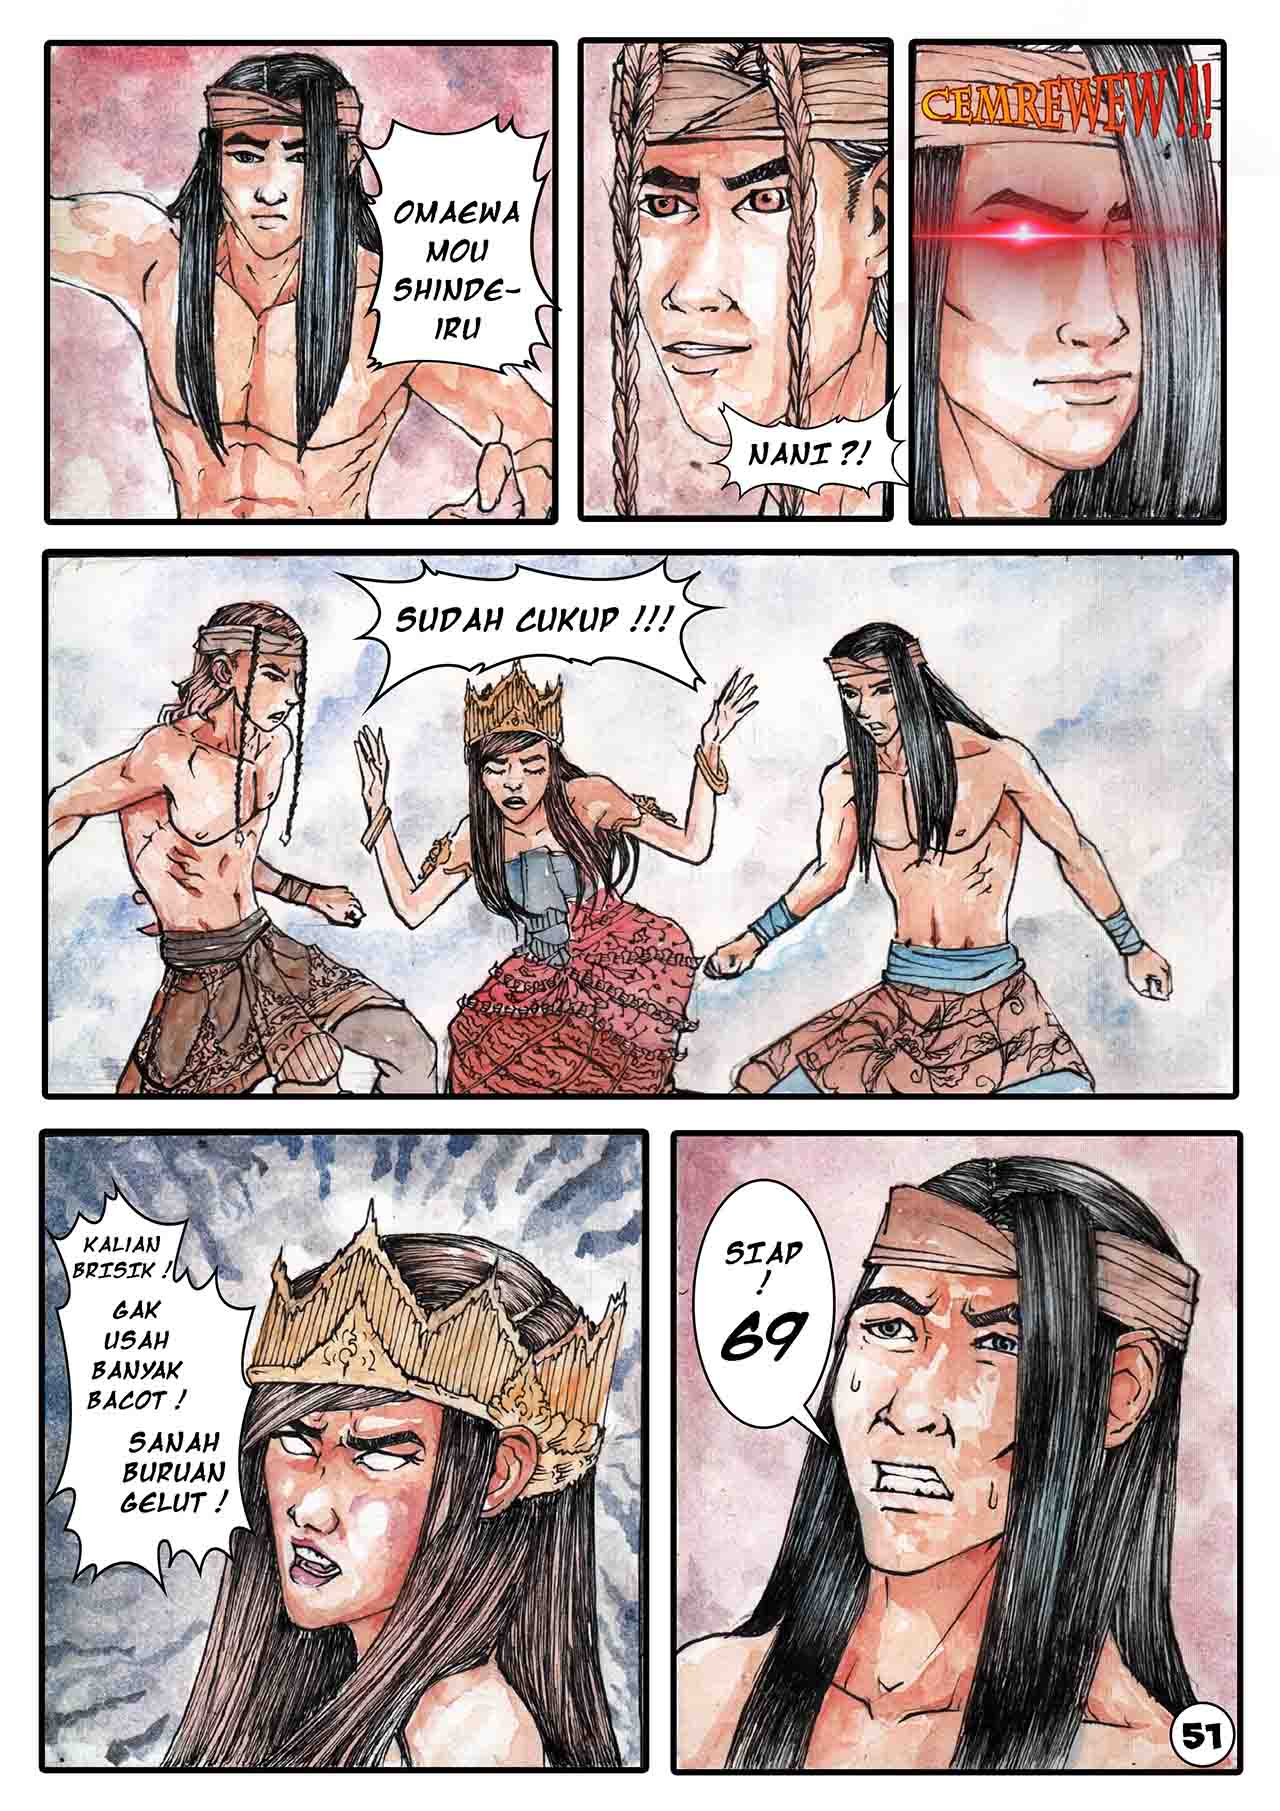 OMAEWA
MOU
SHINDE-
IRU
NANI ?!
CEMREWEW !!!
SUDAH CUKUP !!!
KALIAN
BRISIK !
GAK
USAH
BANYAK
BACOT !
SANAH
BURUAN
GELUT !
SIAP
!
69
51